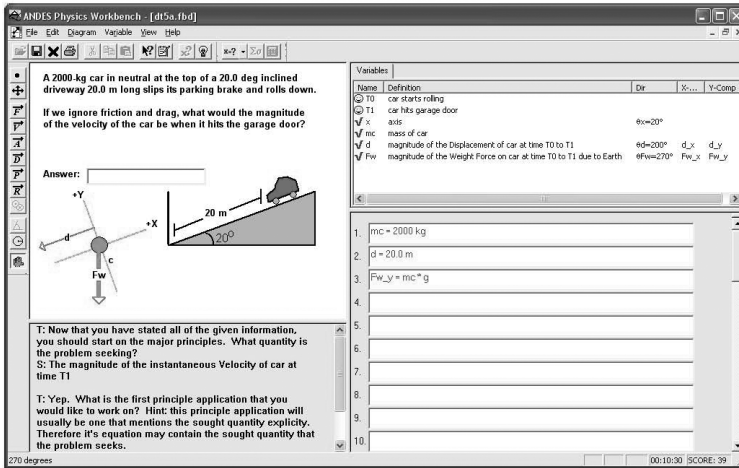 ANDES Physics Workbench - [dt5a.fbd]
File Edit Diagram Variable View Help
x=? Σo
A 2000-kg car in neutral at the top of a 20.0 deg inclined
driveway 20.0 m long slips its parking brake and rolls down.
If we ignore friction and drag, what would the magnitude
of the velocity of the car be when it hits the garage door?
Answer:
+Y
+X
d
c
Fw
20 m
20°
T: Now that you have stated all of the given information,
you should start on the major principles. What quantity is
the problem seeking?
S: The magnitude of the instantaneous Velocity of car at
time T1
T: Yep. What is the first principle application that you
would like to work on? Hint: this principle application will
usually be one that mentions the sought quantity explicity.
Therefore it's equation may contain the sought quantity that
the problem seeks.
Variables
Name Definition Dir X-... Y-Comp
T0 car starts rolling
T1 car hits garage door
x axis θx=20°
mc mass of car
d magnitude of the Displacement of car at time T0 to T1 θd=200° d_x d_y
Fw magnitude of the Weight Force on car at time T0 to T1 due to Earth θFw=270° Fw_x Fw_y
1. mc = 2000 kg
2. d = 20.0 m
3. Fw_y = mc* g
4.
5.
6.
7.
8.
9.
10.
270 degrees
00:10:30 SCORE: 39